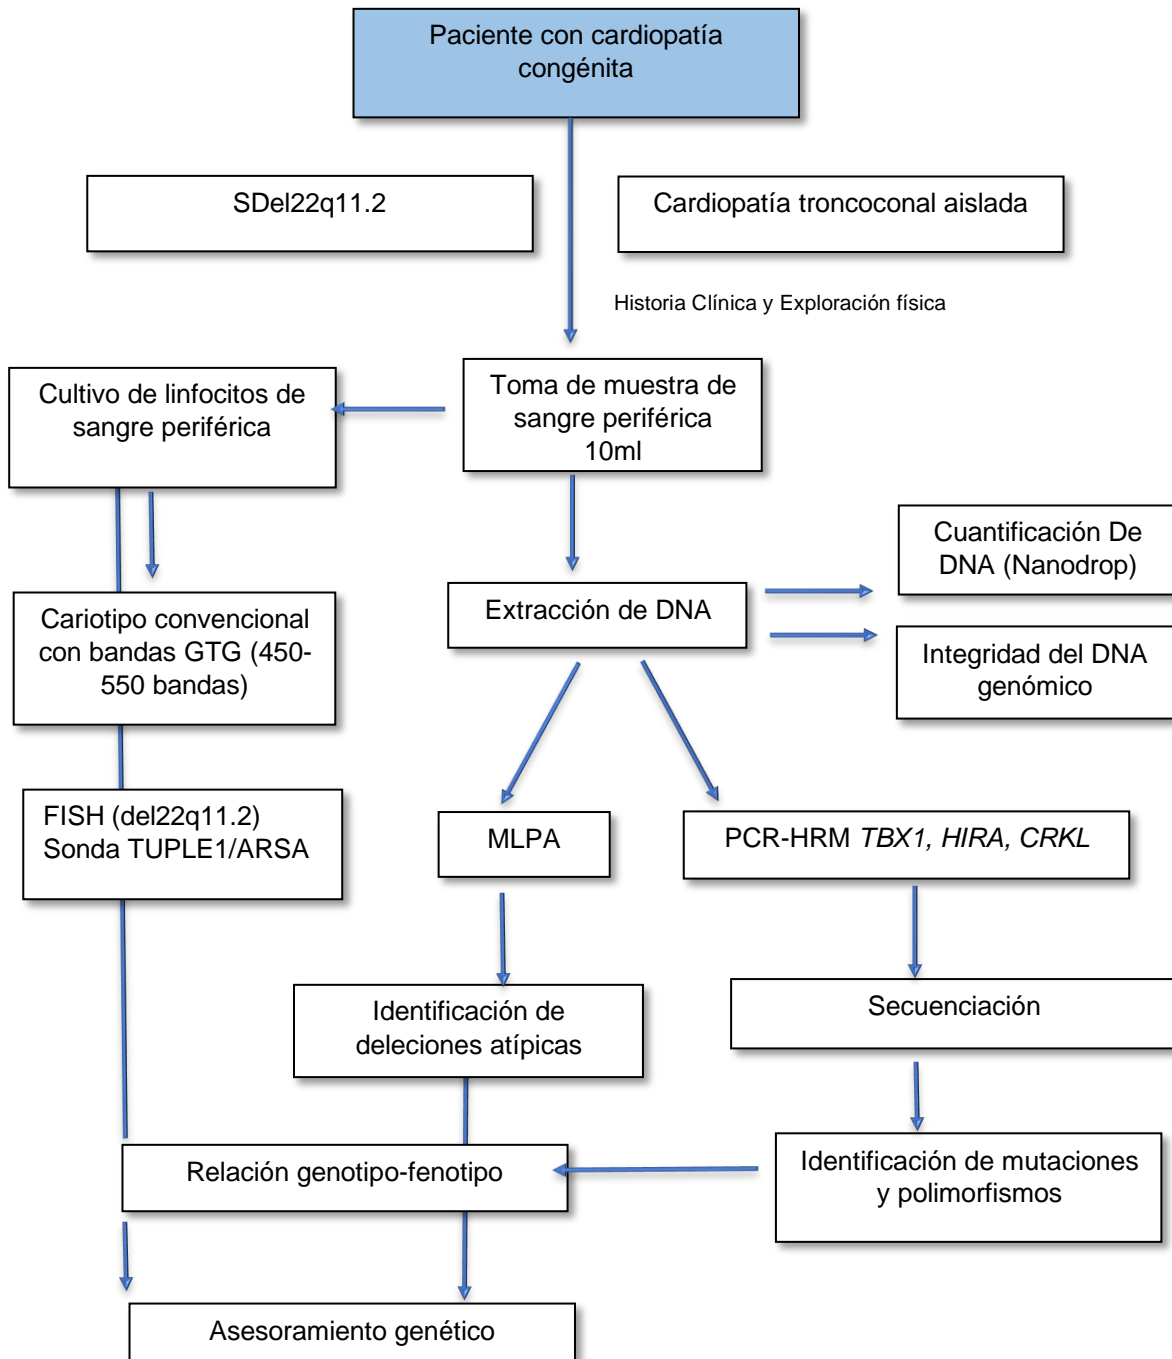 Paciente con cardiopatía
congénita
SDel22q11.2
Cardiopatía troncoconal aislada
Historia Clínica y Exploración física
Cultivo de linfocitos de
sangre periférica
Toma de muestra de
sangre periférica
10ml
Cuantificación De
DNA (Nanodrop)
Cariotipo convencional
con bandas GTG (450-
550 bandas)
Extracción de DNA
Integridad del DNA
genómico
FISH (del22q11.2)
Sonda TUPLE1/ARSA
MLPA
PCR-HRM TBX1, HIRA, CRKL
Identificación de
deleciones atípicas
Secuenciación
Relación genotipo-fenotipo
Identificación de mutaciones
y polimorfismos
Asesoramiento genético